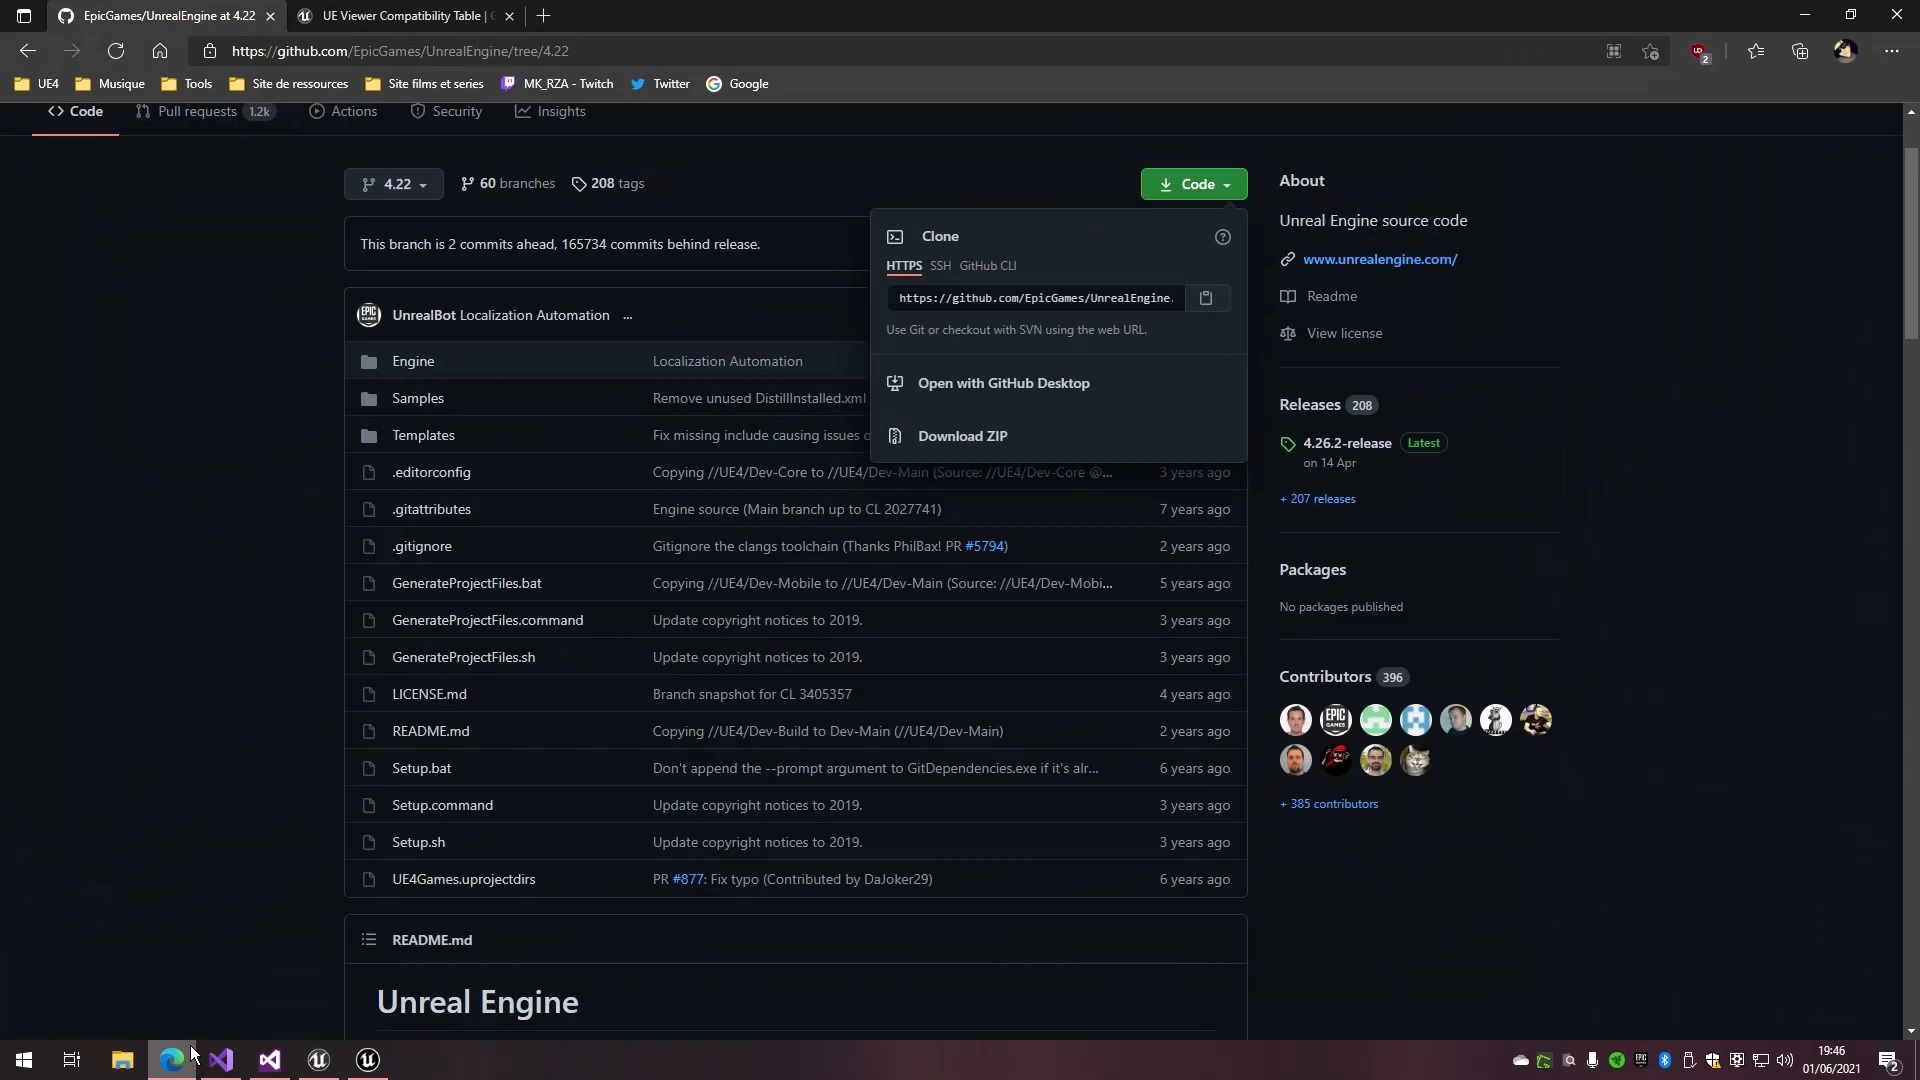 EpicGames/UnrealEngine at 4.22
UE Viewer Compatibility Table |
https://github.com/EpicGames/UnrealEngine/tree/4.22
2
UE4
Musique
Tools
Site de ressources
Site films et series
MK_RZA - Twitch
Twitter
Google
Code
Pull requests 1.2k
Actions
Security
Insights
4.22
60 branches
208 tags
Code
This branch is 2 commits ahead, 165734 commits behind release.
Clone
HTTPS SSH GitHub CLI
https://github.com/EpicGames/UnrealEngine.
Use Git or checkout with SVN using the web URL.
Open with GitHub Desktop
Download ZIP
EPIC GAMES
UnrealBot Localization Automation ...
Engine Localization Automation
Samples Remove unused DistillInstalled.xml
Templates Fix missing include causing issues
.editorconfig Copying //UE4/Dev-Core to //UE4/Dev-Main (Source: //UE4/Dev-Core @... 3 years ago
.gitattributes Engine source (Main branch up to CL 2027741) 7 years ago
.gitignore Gitignore the clangs toolchain (Thanks PhilBax! PR #5794) 2 years ago
GenerateProjectFiles.bat Copying //UE4/Dev-Mobile to //UE4/Dev-Main (Source: //UE4/Dev-Mobi... 5 years ago
GenerateProjectFiles.command Update copyright notices to 2019. 3 years ago
GenerateProjectFiles.sh Update copyright notices to 2019. 3 years ago
LICENSE.md Branch snapshot for CL 3405357 4 years ago
README.md Copying //UE4/Dev-Build to Dev-Main (//UE4/Dev-Main) 2 years ago
Setup.bat Don't append the --prompt argument to GitDependencies.exe if it's alr... 6 years ago
Setup.command Update copyright notices to 2019. 3 years ago
Setup.sh Update copyright notices to 2019. 3 years ago
UE4Games.uprojectdirs PR #877: Fix typo (Contributed by DaJoker29) 6 years ago
README.md
Unreal Engine
About
Unreal Engine source code
www.unrealengine.com/
Readme
View license
Releases 208
4.26.2-release Latest
on 14 Apr
+ 207 releases
Packages
No packages published
Contributors 396
EPIC GAMES
+ 385 contributors
19:46
01/06/2021
2